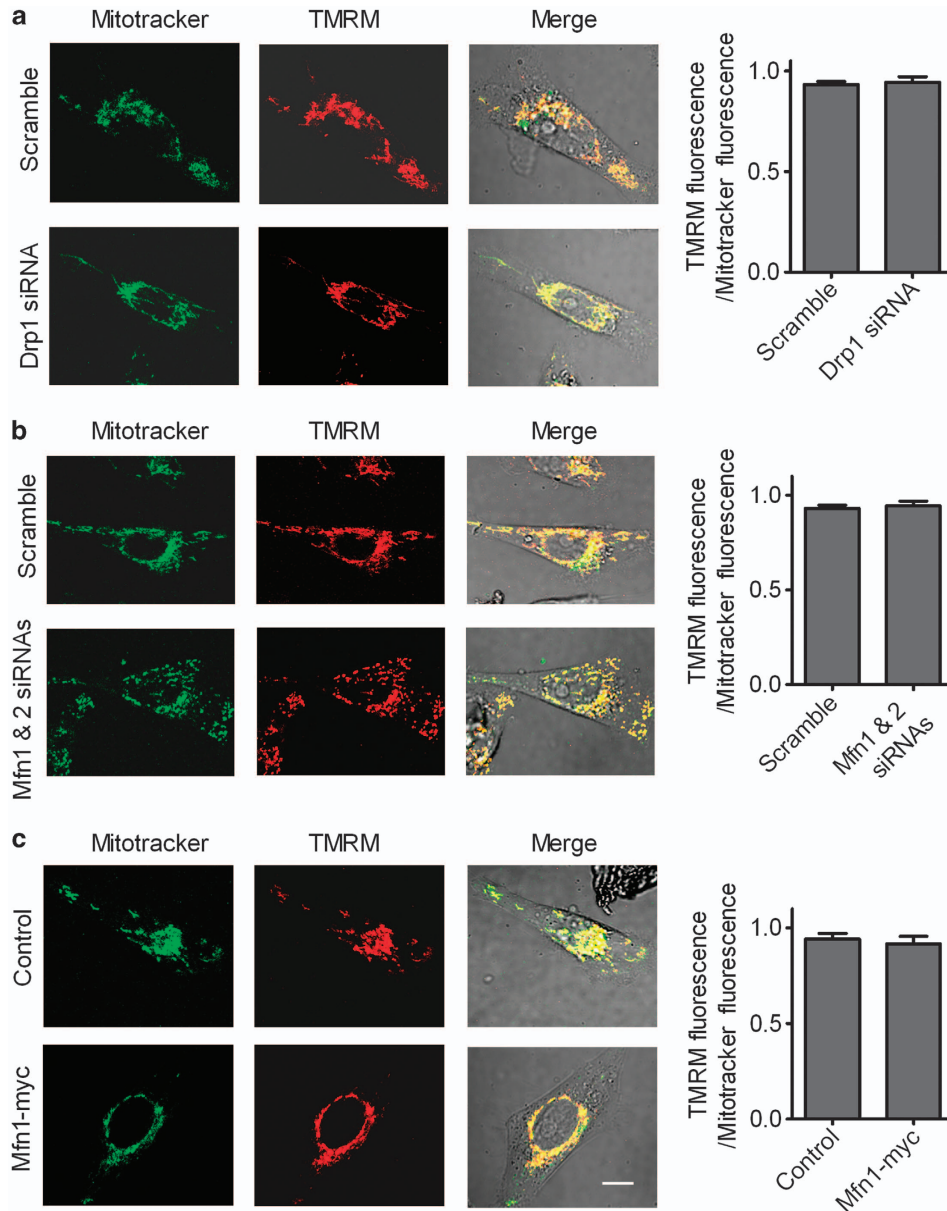 a
Mitotracker TMRM Merge
Scramble
Drp1 siRNA
TMRM fluorescence
/Mitotracker fluorescence
1.0
0.5
0.0
Scramble
Drp1 siRNA
b
Mitotracker TMRM Merge
Scramble
Mfn1 & 2 siRNAs
TMRM fluorescence
/Mitotracker fluorescence
1.0
0.5
0.0
Scramble
Mfn1 & 2
siRNAs
c
Mitotracker TMRM Merge
Control
Mfn1-myc
TMRM fluorescence
/Mitotracker fluorescence
1.0
0.5
0.0
Control
Mfn1-myc